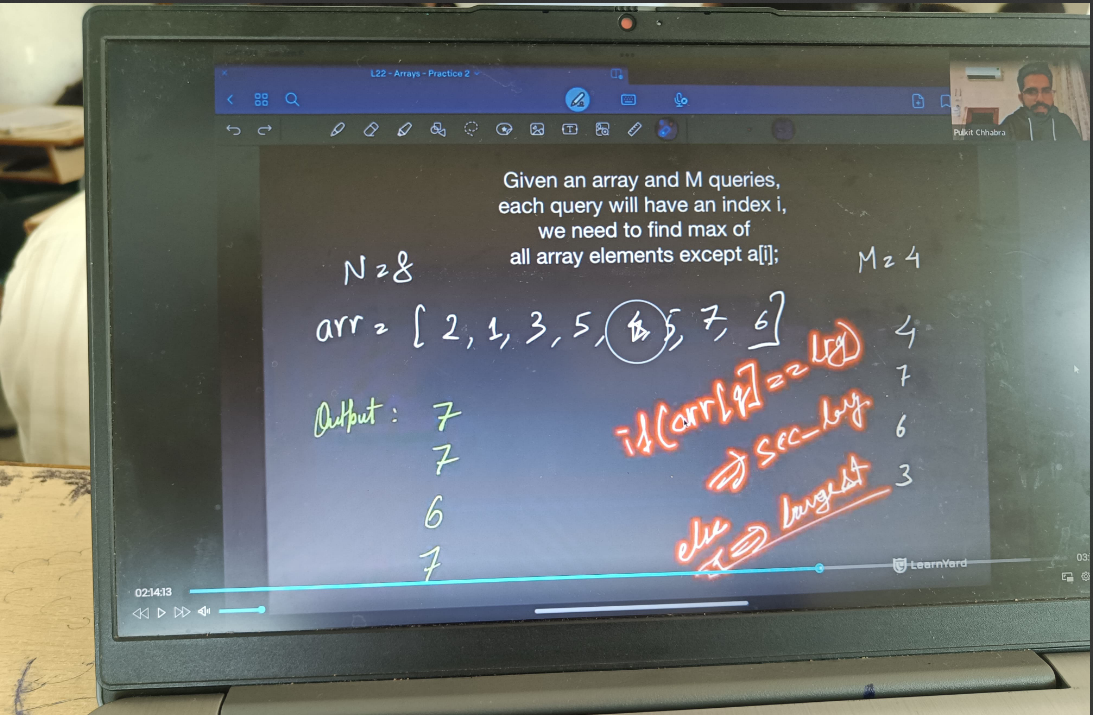 L22 - Arrays - Practice 2
Pulkit Chhabra
Given an array and M queries,
each query will have an index i,
we need to find max of
all array elements except a[i];
N = 8
M = 4
arr = [ 2, 1, 3, 5, 5, 7, 6 ]
4
7
6
3
Output : 7
7
6
7
if (arr[q] == lrg)
⇒ sec_lrg.
else
⇒ largest
LearnYard
02:14:13
03: